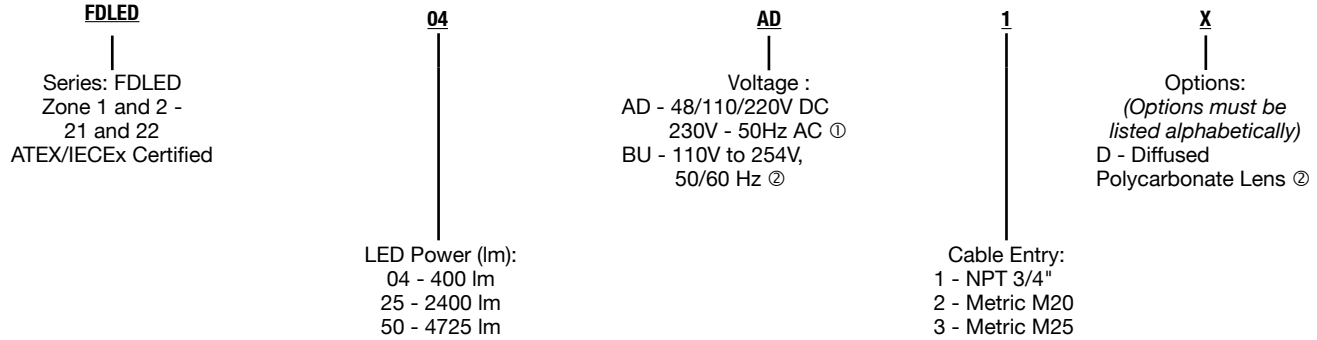 FDLED
04
AD
1
X
Series: FDLED
Zone 1 and 2 -
21 and 22
ATEX/IECEx Certified
Voltage :
AD - 48/110/220V DC
230V - 50Hz AC ①
BU - 110V to 254V,
50/60 Hz ②
Options:
(Options must be
listed alphabetically)
D - Diffused
Polycarbonate Lens ②
LED Power (lm):
04 - 400 lm
25 - 2400 lm
50 - 4725 lm
Cable Entry:
1 - NPT 3/4"
2 - Metric M20
3 - Metric M25